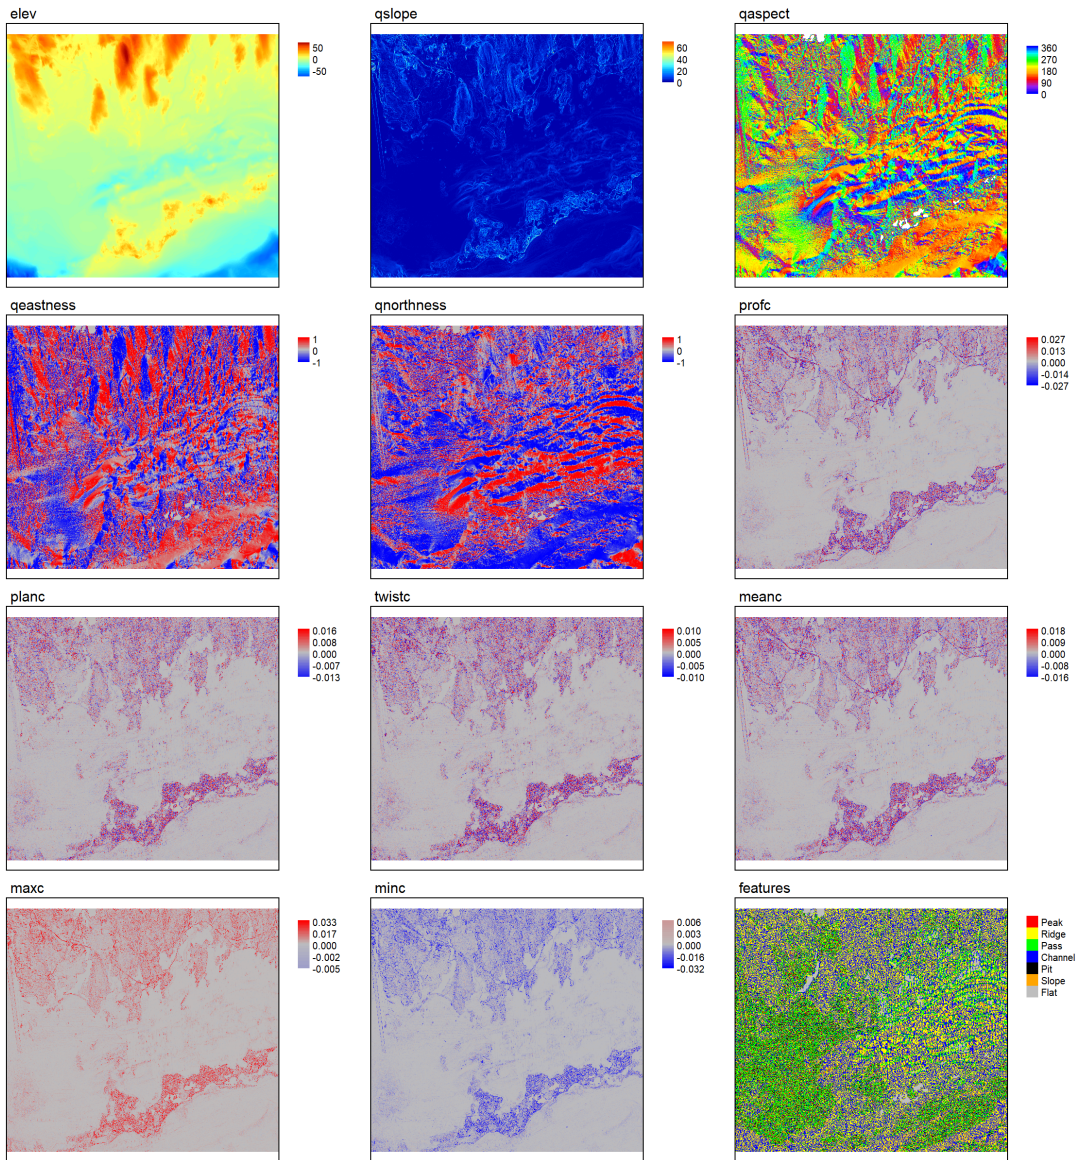 elev
50
0
-50
qslope
60
40
20
0
qaspect
360
270
180
90
0
qeastness
1
0
-1
qnorthness
1
0
-1
profc
0.027
0.013
0.000
-0.014
-0.027
planc
0.016
0.008
0.000
-0.007
-0.013
twistc
0.010
0.005
0.000
-0.005
-0.010
meanc
0.018
0.009
0.000
-0.008
-0.016
maxc
0.033
0.017
0.000
-0.002
-0.005
minc
0.006
0.003
0.000
-0.016
-0.032
features
Peak
Ridge
Pass
Channel
Pit
Slope
Flat